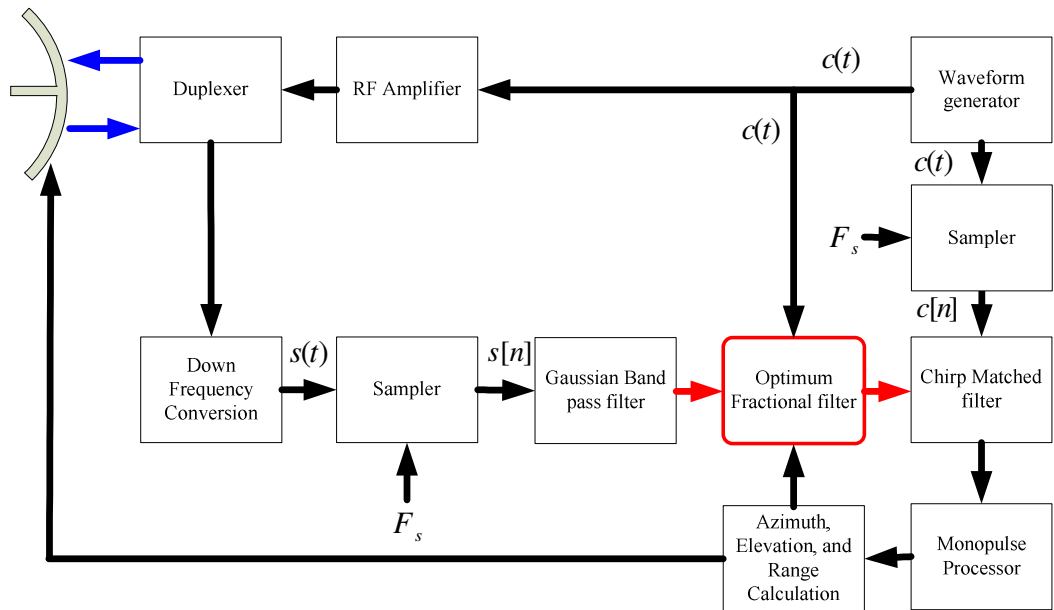 c(t)
Duplexer
RF Amplifier
Waveform
generator
c(t)
c(t)
F_s
Sampler
c[n]
s(t)
s[n]
Down
Frequency
Conversion
Sampler
Gaussian Band
pass filter
Optimum
Fractional filter
Chirp Matched
filter
F_s
Azimuth,
Elevation, and
Range
Calculation
Monopulse
Processor